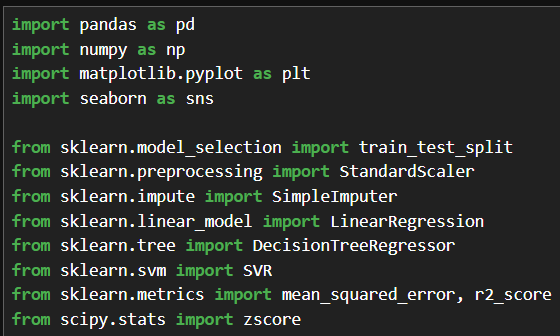 import pandas as pd
import numpy as np
import matplotlib.pyplot as plt
import seaborn as sns

from sklearn.model_selection import train_test_split
from sklearn.preprocessing import StandardScaler
from sklearn.impute import SimpleImputer
from sklearn.linear_model import LinearRegression
from sklearn.tree import DecisionTreeRegressor
from sklearn.svm import SVR
from sklearn.metrics import mean_squared_error, r2_score
from scipy.stats import zscore